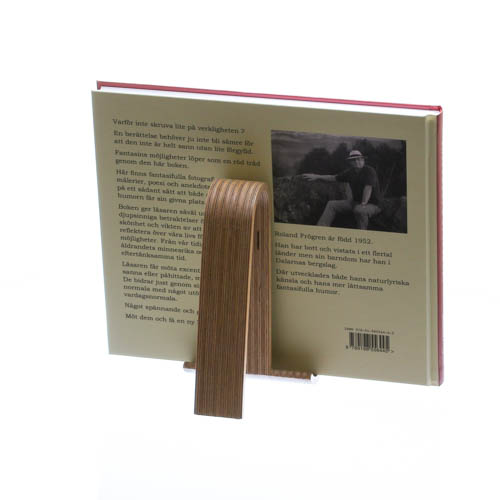 Varför inte skruva lite på verkligheten ?
En berättelse behöver ju inte bli sämre för
att den inte är helt sann utan lite förgylld.
Fantasins möjligheter löper som en röd tråd
genom den här boken.
Här finns fantasifulla fotografi
målerier, poesi och anekdote
på ett sådant sätt att både
humorn får sin givna plats
Boken ger läsaren såväl
djupsinniga betraktelser
skönhet och vikten av att
reflektera över våra liv
möjligheter. Från vår tid
åldrandets minnesrika
eftertänksamma tid.
Läsaren får möta
sanna eller påhittade,
De bidrar just genom si
normala med något
vardagsnormala.
Något spännande och
Möt dem och få en ny
Roland Frögren är född 1952.
Han har bott och vistats i ett flertal
länder men sin barndom har han i
Dalarnas bergslag.
Där utvecklades både hans naturlyriska
känsla och hans mer lättsamma
fantasifulla humor.